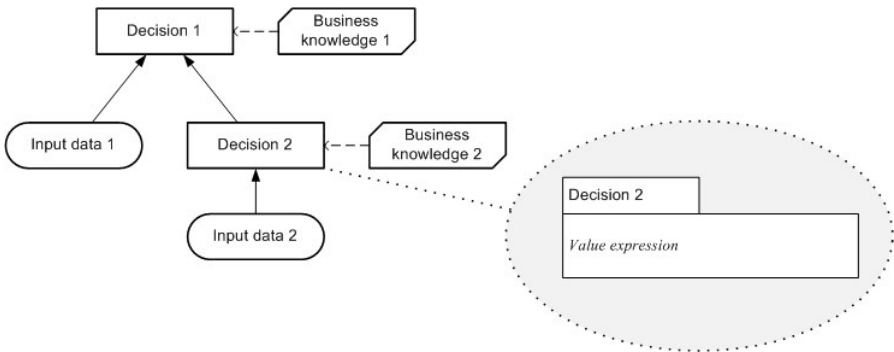 Decision 1
Business
knowledge 1
Input data 1
Decision 2
Business
knowledge 2
Input data 2
Decision 2
Value expression